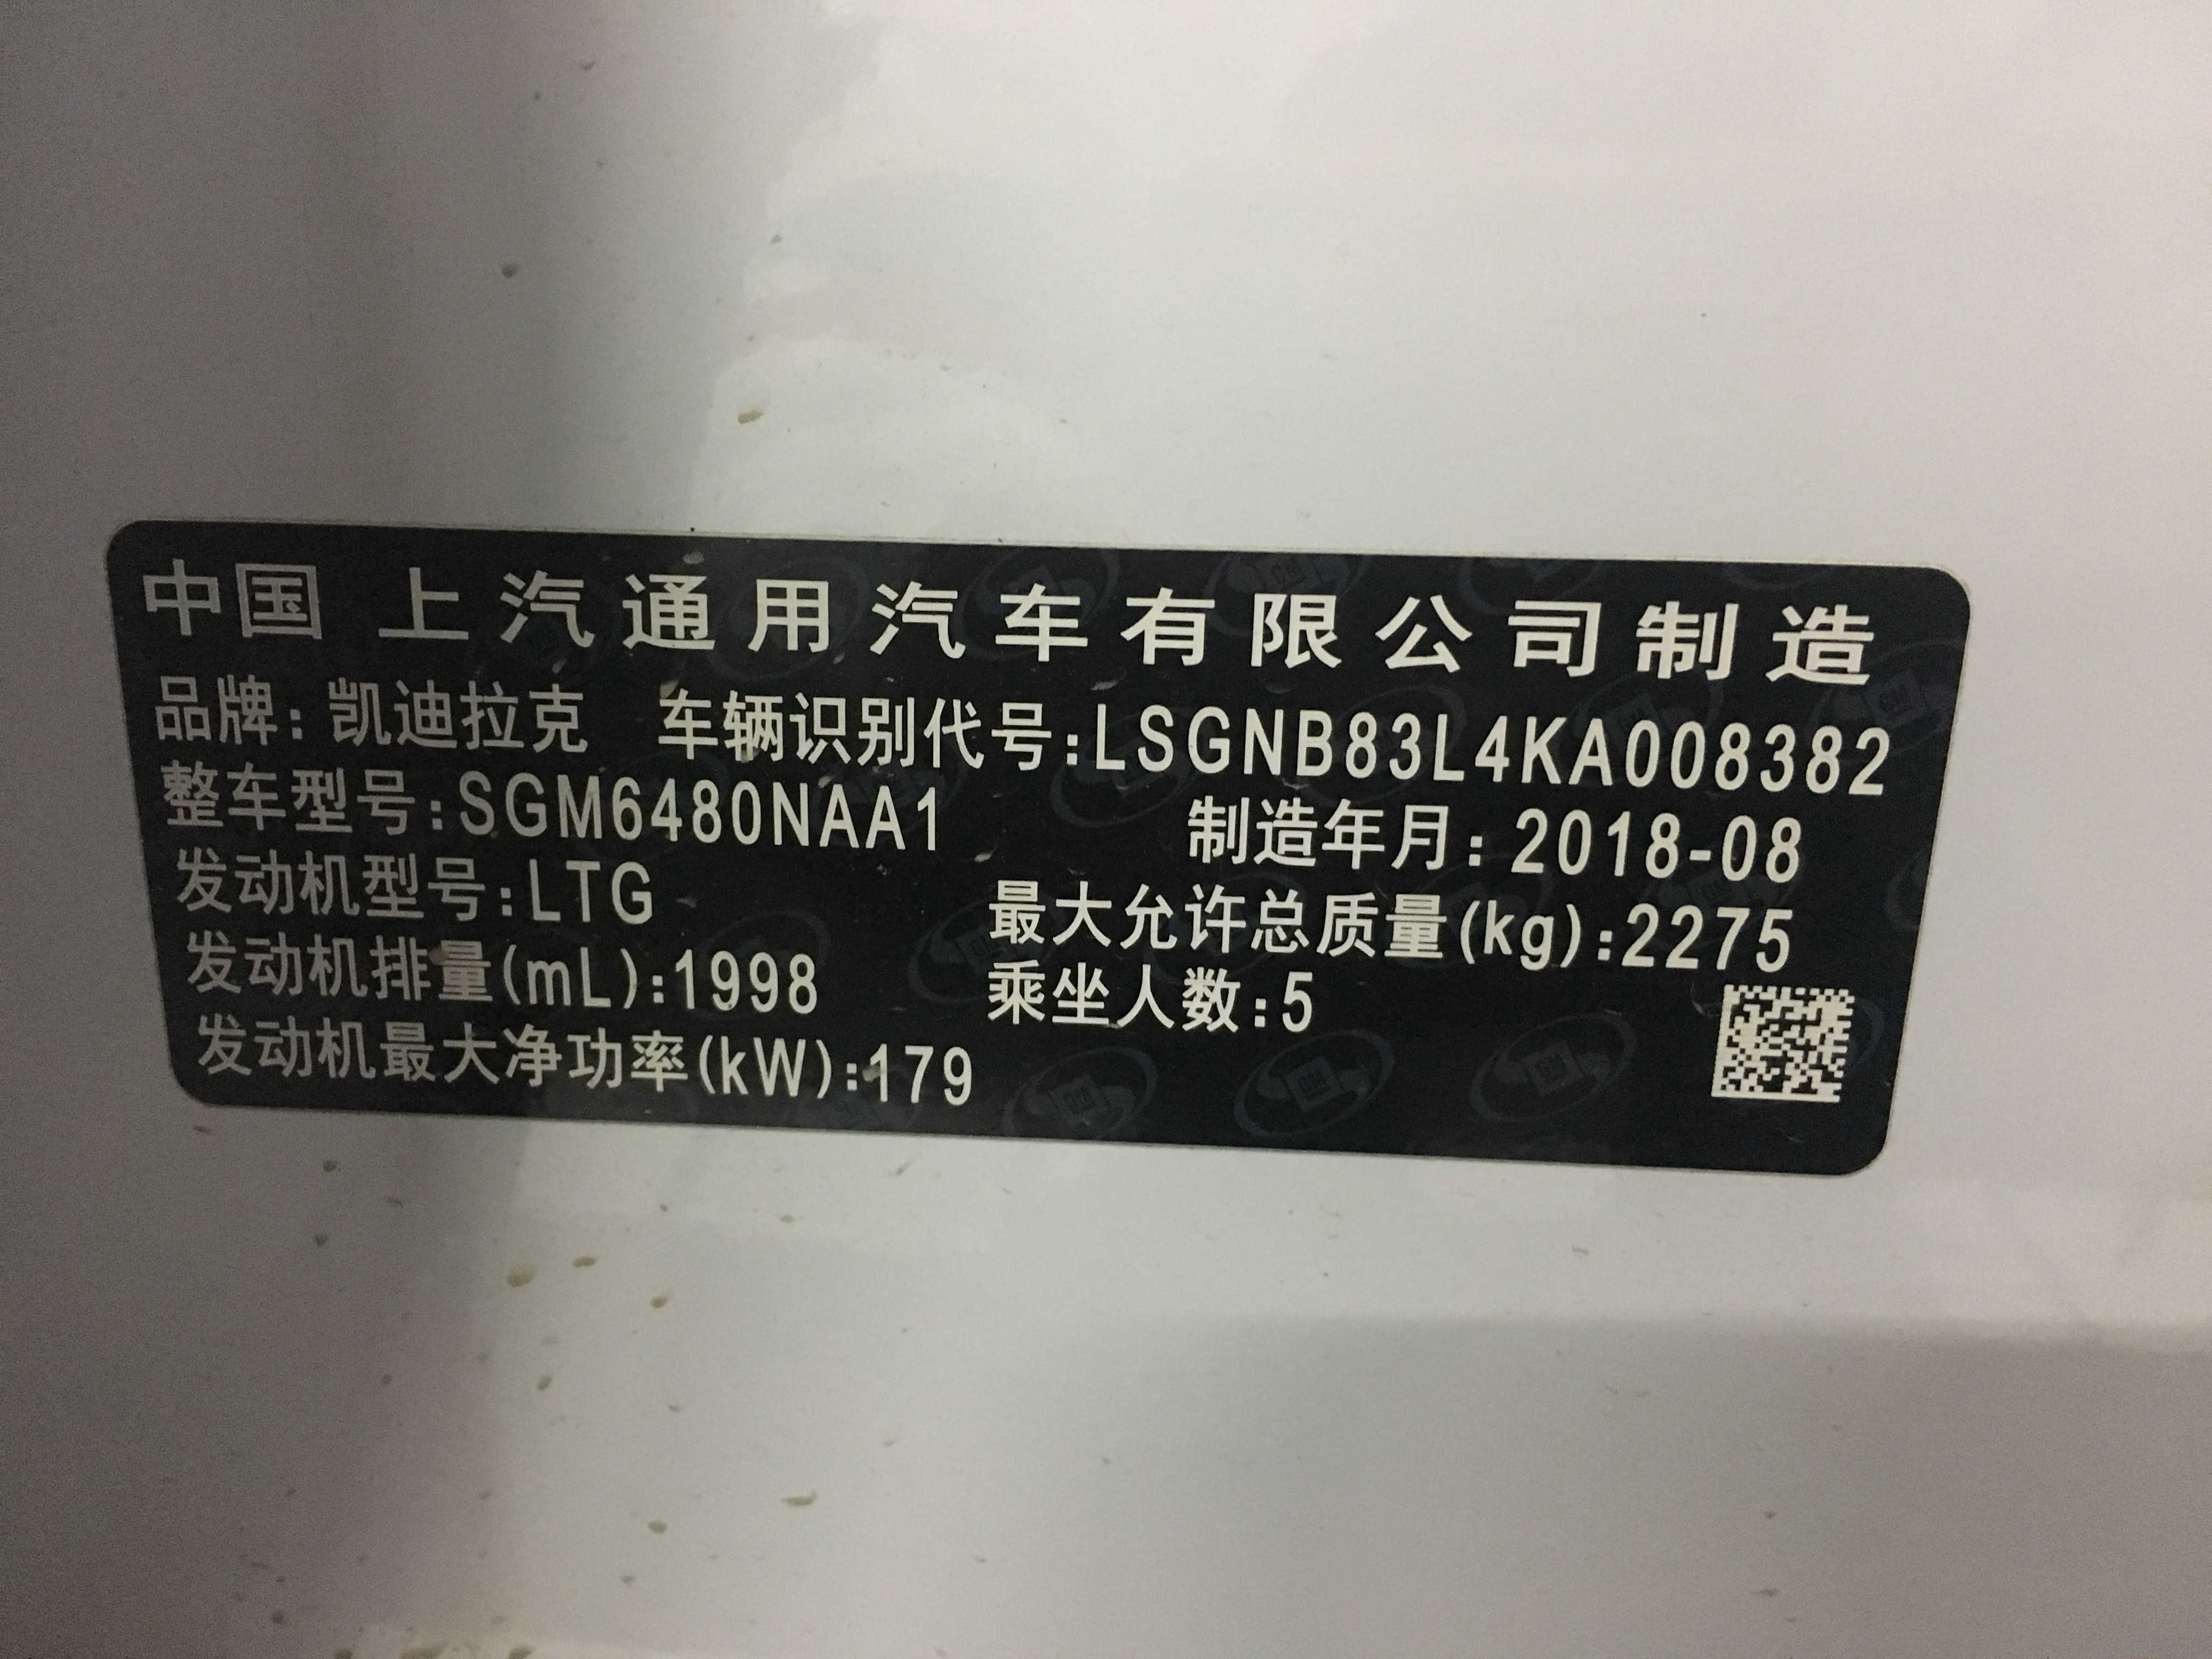 中国 上汽通用汽车有限公司制造
品牌: 凯迪拉克 车辆识别代号:LSGNB83L4KA008382
整车型号:SGM6480NAA1 制造年月: 2018-08
发动机型号:LTG 最大允许总质量(kg):2275
发动机排量(mL):1998 乘坐人数:5
发动机最大净功率(kW):179